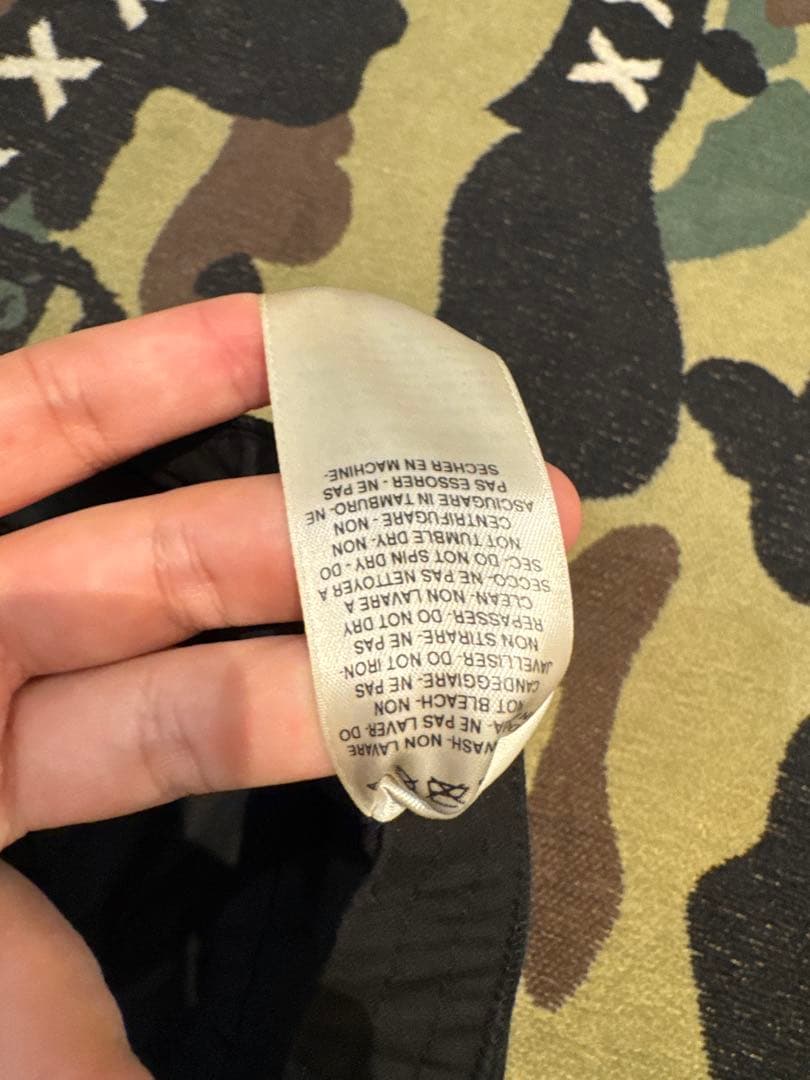 WASH- NON LAVARE
NE PAS LAVER- DO
NOT BLEACH- NON
CANDEGGIARE- NE PAS
JAVELLISER- DO NOT IRON-
NON STIRARE- NE PAS
REPASSER- DO NOT DRY
CLEAN- NON LAVARE A
SECCO- NE PAS NETTOYER A
SEC- DO NOT SPIN DRY - DO
NOT TUMBLE DRY- NON
CENTRIFUGARE - NON
ASCIUGARE IN TAMBURO- NE
PAS ESSORER - NE PAS
SECHER EN MACHINE-